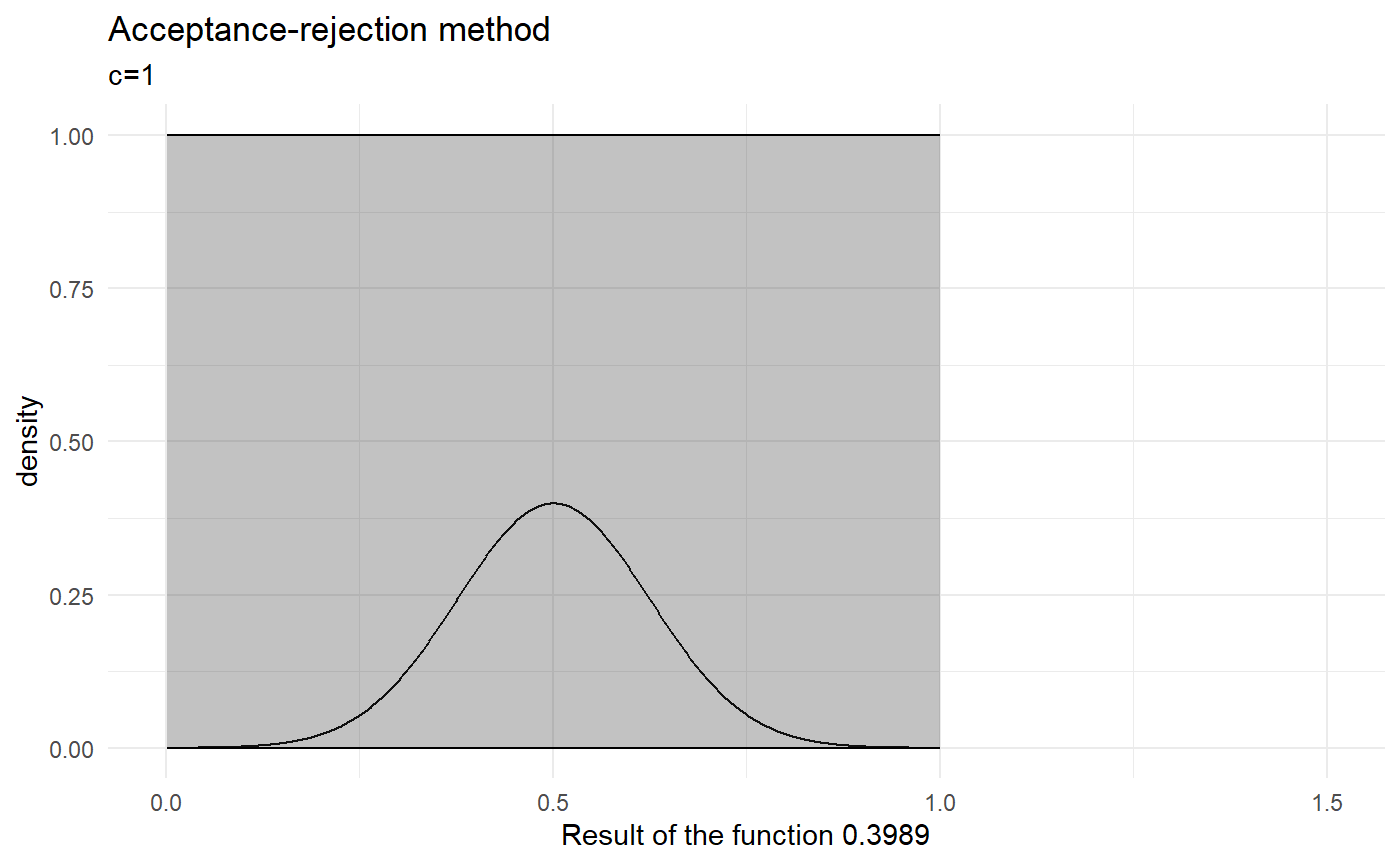 Acceptance-rejection method
c=1
1.00
0.75
0.50
0.25
0.00
density
0.0 0.5 1.0 1.5
Result of the function 0.3989